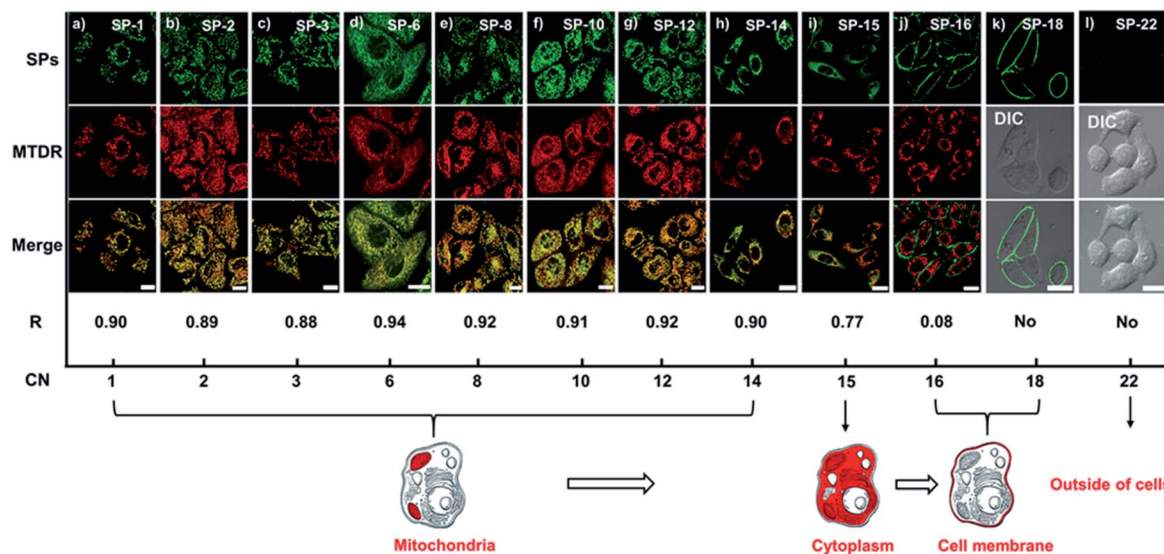 a) SP-1 b) SP-2 c) SP-3 d) SP-6 e) SP-8 f) SP-10 g) SP-12 h) SP-14 i) SP-15 j) SP-16 k) SP-18 l) SP-22
SPs
MTDR DIC DIC
Merge
R 0.90 0.89 0.88 0.94 0.92 0.91 0.92 0.90 0.77 0.08 No No
CN 1 2 3 6 8 10 12 14 15 16 18 22
Outside of cells
Mitochondria Cytoplasm Cell membrane